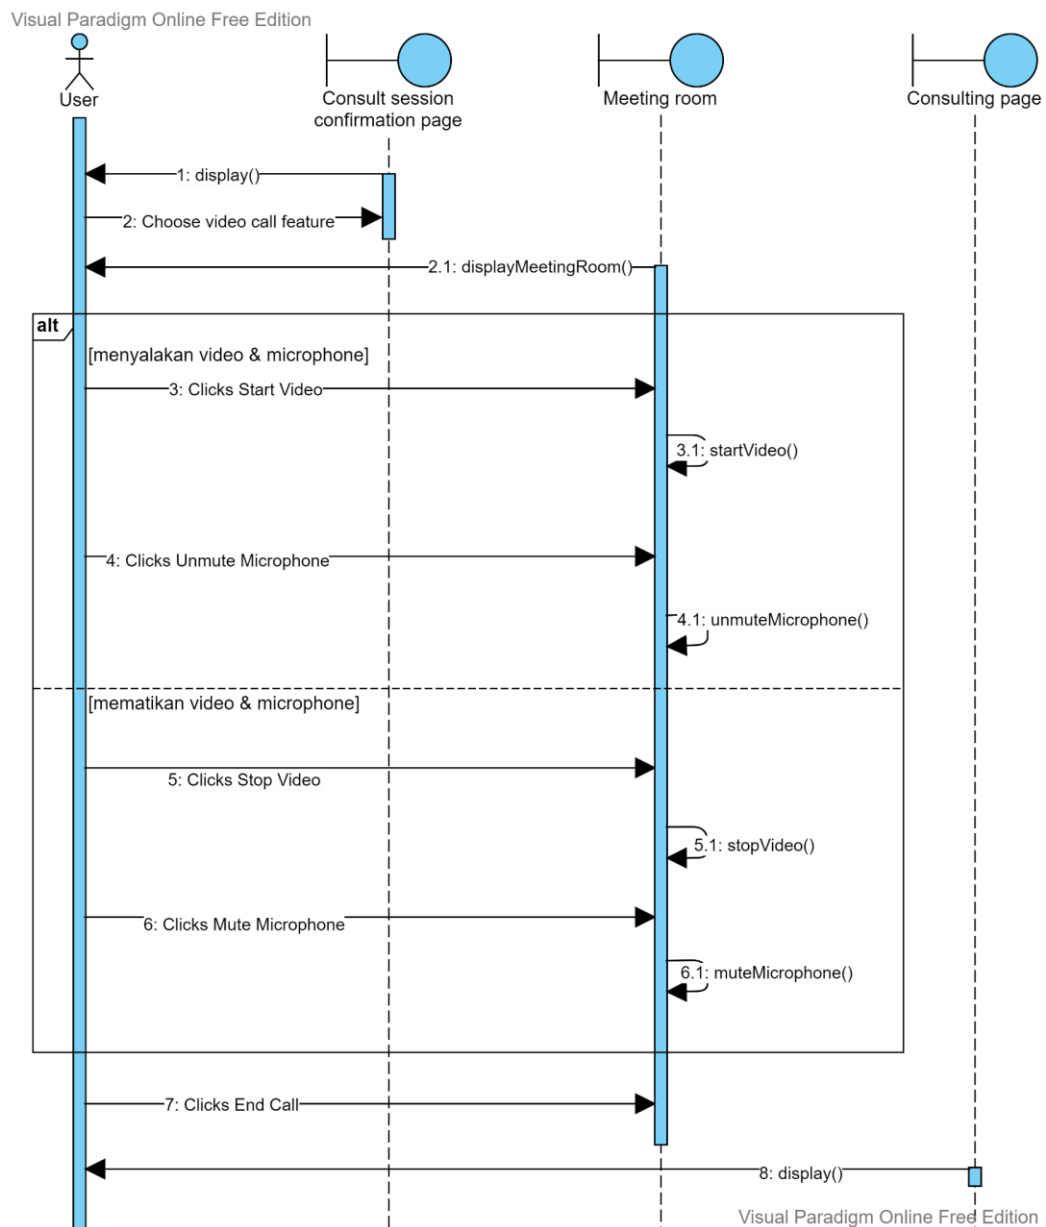 Visual Paradigm Online Free Edition
User
Consult session
confirmation page
Meeting room
Consulting page
1: display()
2: Choose video call feature
2.1: displayMeetingRoom()
alt
[menyalakan video & microphone]
3: Clicks Start Video
3.1: startVideo()
4: Clicks Unmute Microphone
4.1: unmuteMicrophone()
[mematikan video & microphone]
5: Clicks Stop Video
5.1: stopVideo()
6: Clicks Mute Microphone
6.1: muteMicrophone()
7: Clicks End Call
8: display()
Visual Paradigm Online Free Edition